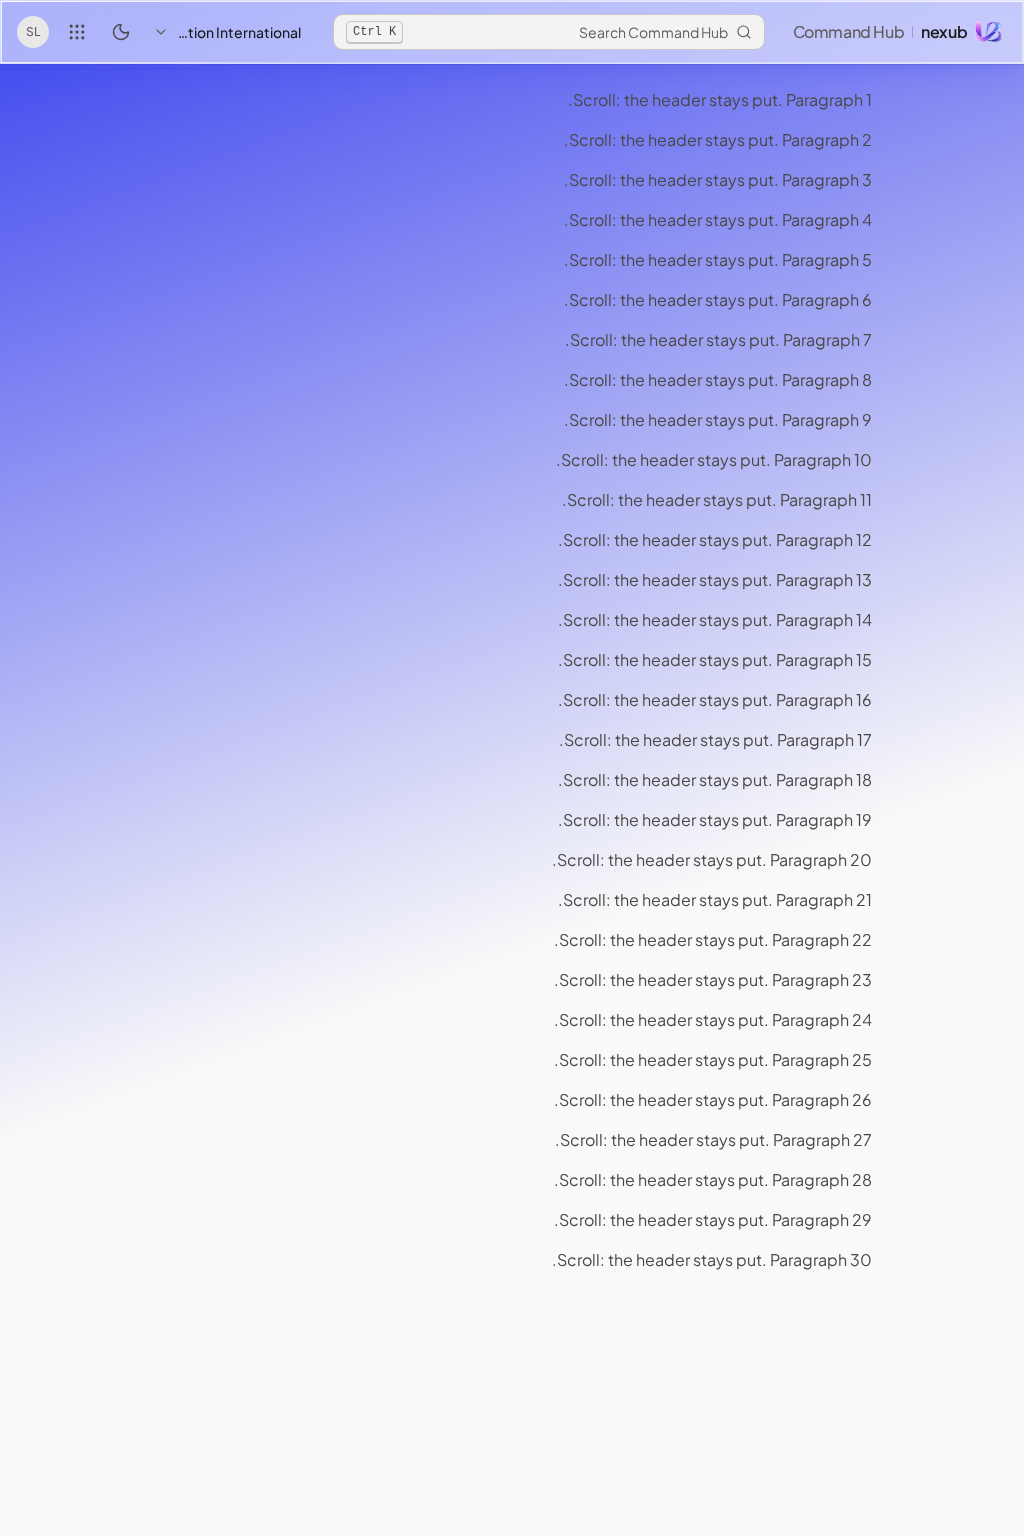 nexub
Command Hub
Search Command Hub
Ctrl K
…tion International
SL
.Scroll: the header stays put. Paragraph 1
.Scroll: the header stays put. Paragraph 2
.Scroll: the header stays put. Paragraph 3
.Scroll: the header stays put. Paragraph 4
.Scroll: the header stays put. Paragraph 5
.Scroll: the header stays put. Paragraph 6
.Scroll: the header stays put. Paragraph 7
.Scroll: the header stays put. Paragraph 8
.Scroll: the header stays put. Paragraph 9
.Scroll: the header stays put. Paragraph 10
.Scroll: the header stays put. Paragraph 11
.Scroll: the header stays put. Paragraph 12
.Scroll: the header stays put. Paragraph 13
.Scroll: the header stays put. Paragraph 14
.Scroll: the header stays put. Paragraph 15
.Scroll: the header stays put. Paragraph 16
.Scroll: the header stays put. Paragraph 17
.Scroll: the header stays put. Paragraph 18
.Scroll: the header stays put. Paragraph 19
.Scroll: the header stays put. Paragraph 20
.Scroll: the header stays put. Paragraph 21
.Scroll: the header stays put. Paragraph 22
.Scroll: the header stays put. Paragraph 23
.Scroll: the header stays put. Paragraph 24
.Scroll: the header stays put. Paragraph 25
.Scroll: the header stays put. Paragraph 26
.Scroll: the header stays put. Paragraph 27
.Scroll: the header stays put. Paragraph 28
.Scroll: the header stays put. Paragraph 29
.Scroll: the header stays put. Paragraph 30